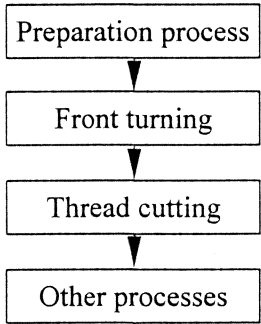 Preparation process
Front turning
Thread cutting
Other processes